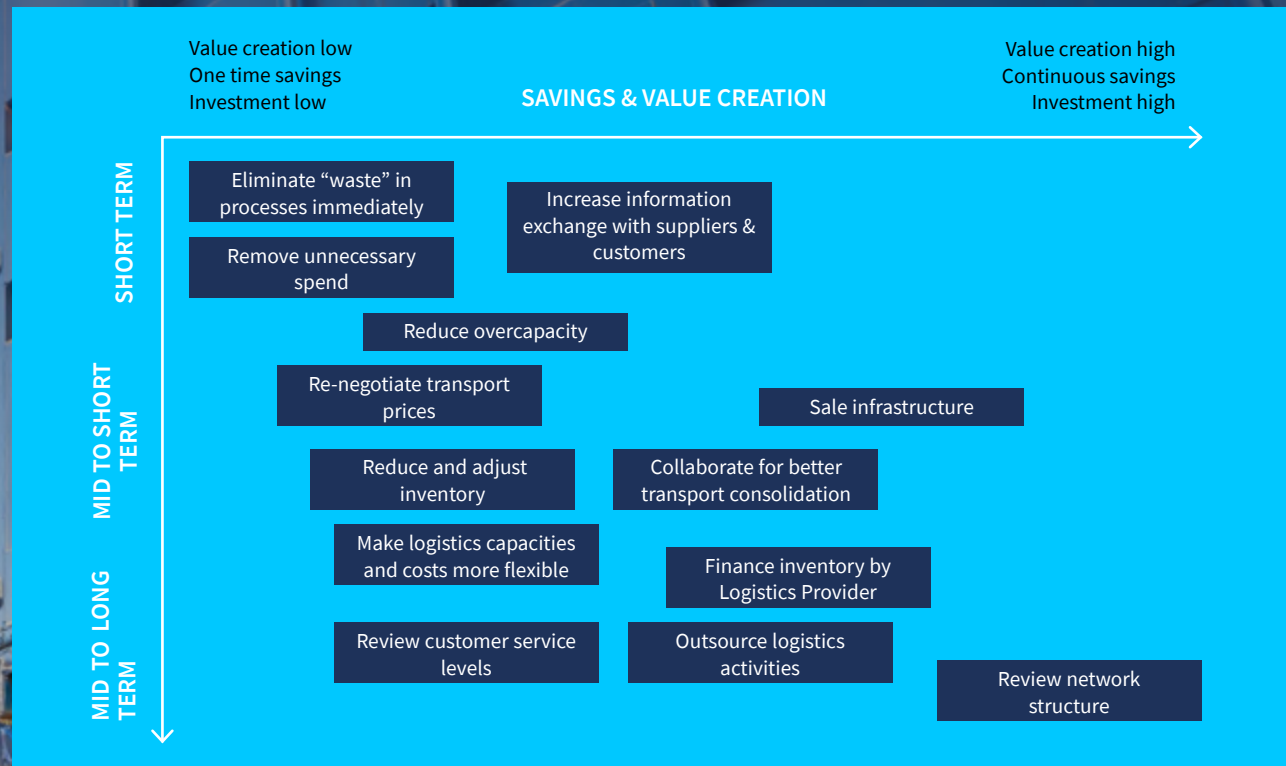 Value creation low
One time savings
Investment low
SAVINGS & VALUE CREATION
Value creation high
Continuous savings
Investment high
SHORT TERM
Eliminate “waste” in
processes immediately
Increase information
exchange with suppliers &
customers
Remove unnecessary
spend
Reduce overcapacity
MID TO SHORT
TERM
Re-negotiate transport
prices
Sale infrastructure
Reduce and adjust
inventory
Collaborate for better
transport consolidation
Make logistics capacities
and costs more flexible
Finance inventory by
Logistics Provider
MID TO LONG
TERM
Review customer service
levels
Outsource logistics
activities
Review network
structure